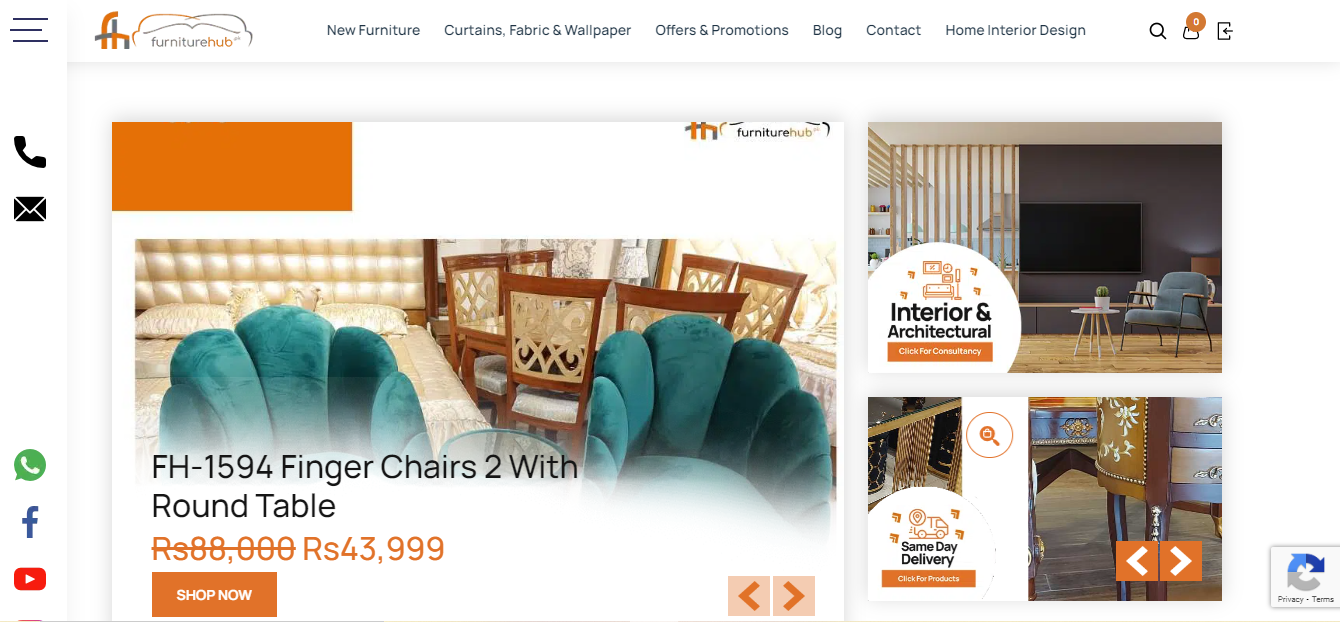 furniturehub.pk
New Furniture
Curtains, Fabric & Wallpaper
Offers & Promotions
Blog
Contact
Home Interior Design
0
furniturehub
FH-1594 Finger Chairs 2 With
Round Table
Rs88,000 Rs43,999
SHOP NOW
Interior &
Architectural
Click For Consultancy
Same Day
Delivery
Click For Products
Privacy - Terms